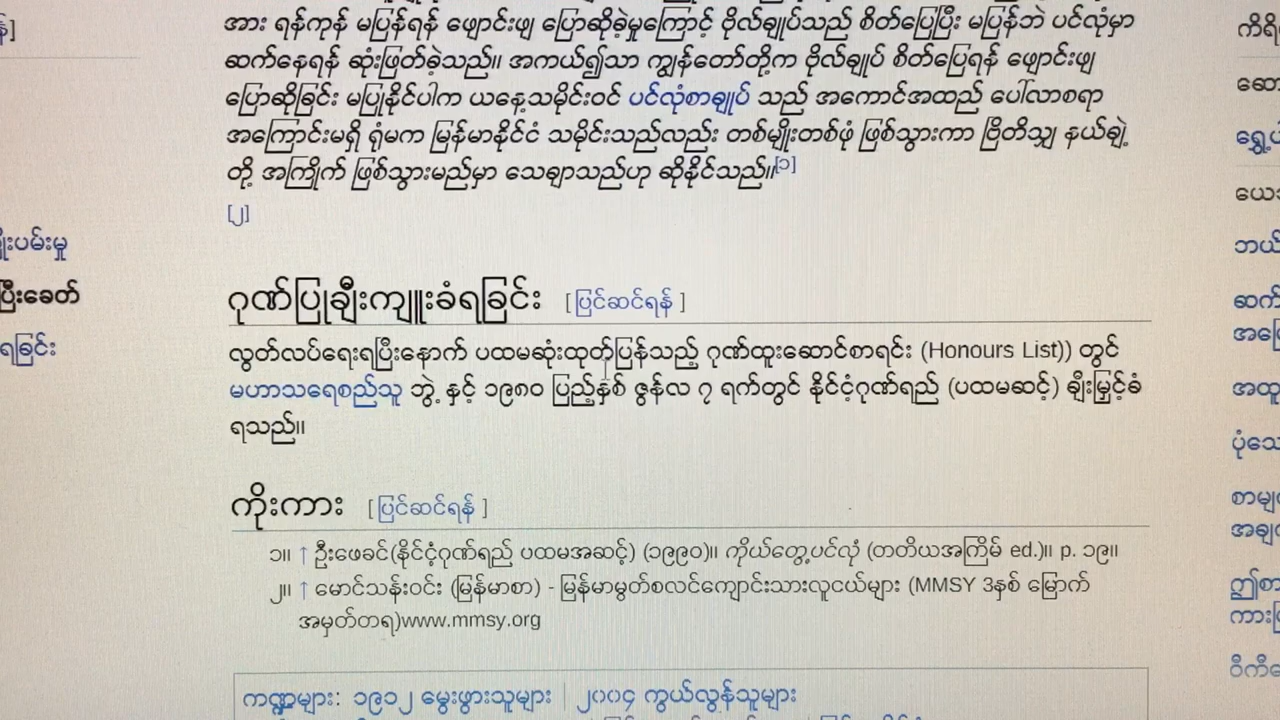 အား ရန်ကုန် မပြန်ရန် ဖျောင်းဖျ ပြောဆိုခဲ့မှုကြောင့် ဗိုလ်ချုပ်သည် စိတ်ပြေပြီး မပြန်ဘဲ ပင်လုံမှာ
ဆက်နေရန် ဆုံးဖြတ်ခဲ့သည်။ အကယ်၍သာ ကျွန်တော်တို့က ဗိုလ်ချုပ် စိတ်ပြေရန် ဖျောင်းဖျ
ပြောဆိုခြင်း မပြုနိုင်ပါက ယနေ့သမိုင်းဝင် ပင်လုံစာချုပ် သည် အကောင်အထည် ပေါ်လာစရာ
အကြောင်းမရှိ ရုံမက မြန်မာနိုင်ငံ သမိုင်းသည်လည်း တစ်မျိုးတစ်ဖုံ ဖြစ်သွားကာ ဗြိတိသျှ နယ်ချဲ့
တို့ အကြိုက် ဖြစ်သွားမည်မှာ သေချာသည်ဟု ဆိုနိုင်သည်။[၁]
[၂]
ဂုဏ်ပြုချီးကျူးခံရခြင်း [ပြင်ဆင်ရန်]
လွတ်လပ်ရေးရပြီးနောက် ပထမဆုံးထုတ်ပြန်သည့် ဂုဏ်ထူးဆောင်စာရင်း (Honours List)) တွင်
မဟာသရေစည်သူ ဘွဲ့ နှင့် ၁၉၈၀ ပြည့်နှစ် ဇွန်လ ၇ ရက်တွင် နိုင်ငံ့ဂုဏ်ရည် (ပထမဆင့်) ချီးမြှင့်ခံ
ရသည်။
ကိုးကား [ပြင်ဆင်ရန်]
၁။ ↑ ဦးဖေခင်(နိုင်ငံ့ဂုဏ်ရည် ပထမအဆင့်) (၁၉၉၀)။ ကိုယ်တွေ့ပင်လုံ (တတိယအကြိမ် ed.)။ p. ၁၉။
၂။ ↑ မောင်သန်းဝင်း (မြန်မာစာ) - မြန်မာမွတ်စလင်ကျောင်းသားလူငယ်များ (MMSY ဒနှစ် မြောက်
အမှတ်တရ)www.mmsy.org
ကဏ္ဍများ: ၁၉၁၂ မွေးဖွားသူများ | ၂၀၀၄ ကွယ်လွန်သူများ